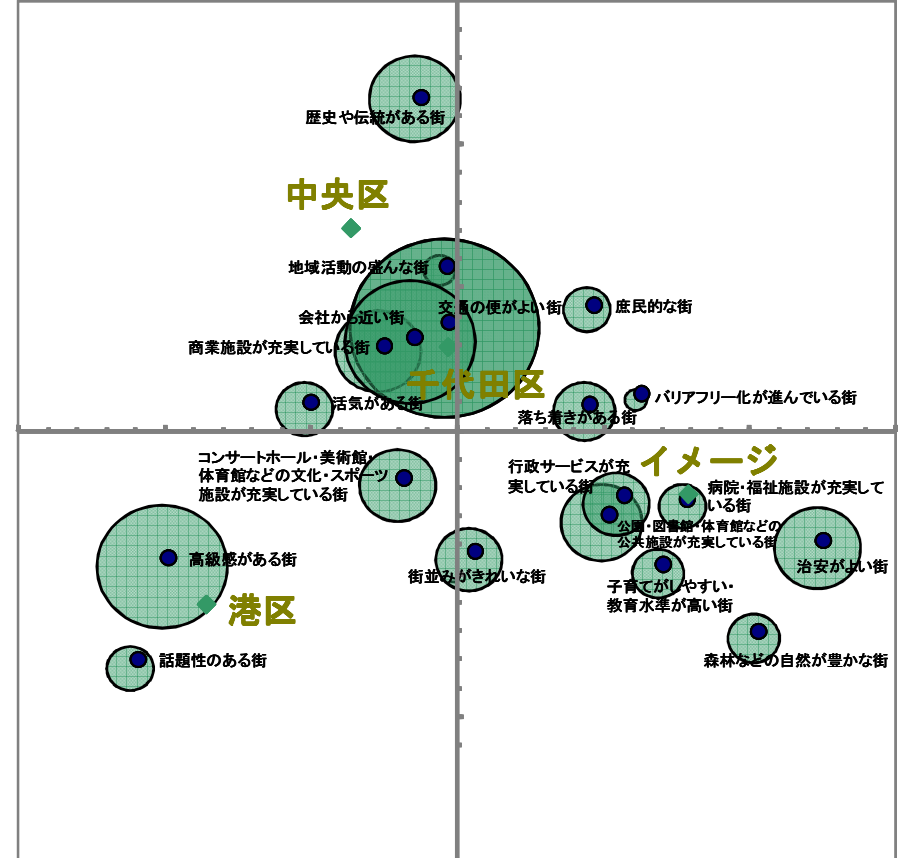 歴史や伝統がある街
中央区
地域活動の盛んな街
交通の便がよい街
庶民的な街
会社から近い街
商業施設が充実している街
千代田区
バリアフリー化が進んでいる街
活気がある街
落ち着きがある街
コンサートホール・美術館・
体育館などの文化・スポーツ
施設が充実している街
イメージ
行政サービスが充
実している街
病院・福祉施設が充実して
いる街
公園・図書館・体育館などの
公共施設が充実している街
高級感がある街
治安がよい街
街並みがきれいな街
子育てがしやすい・
教育水準が高い街
港区
話題性のある街
森林などの自然が豊かな街